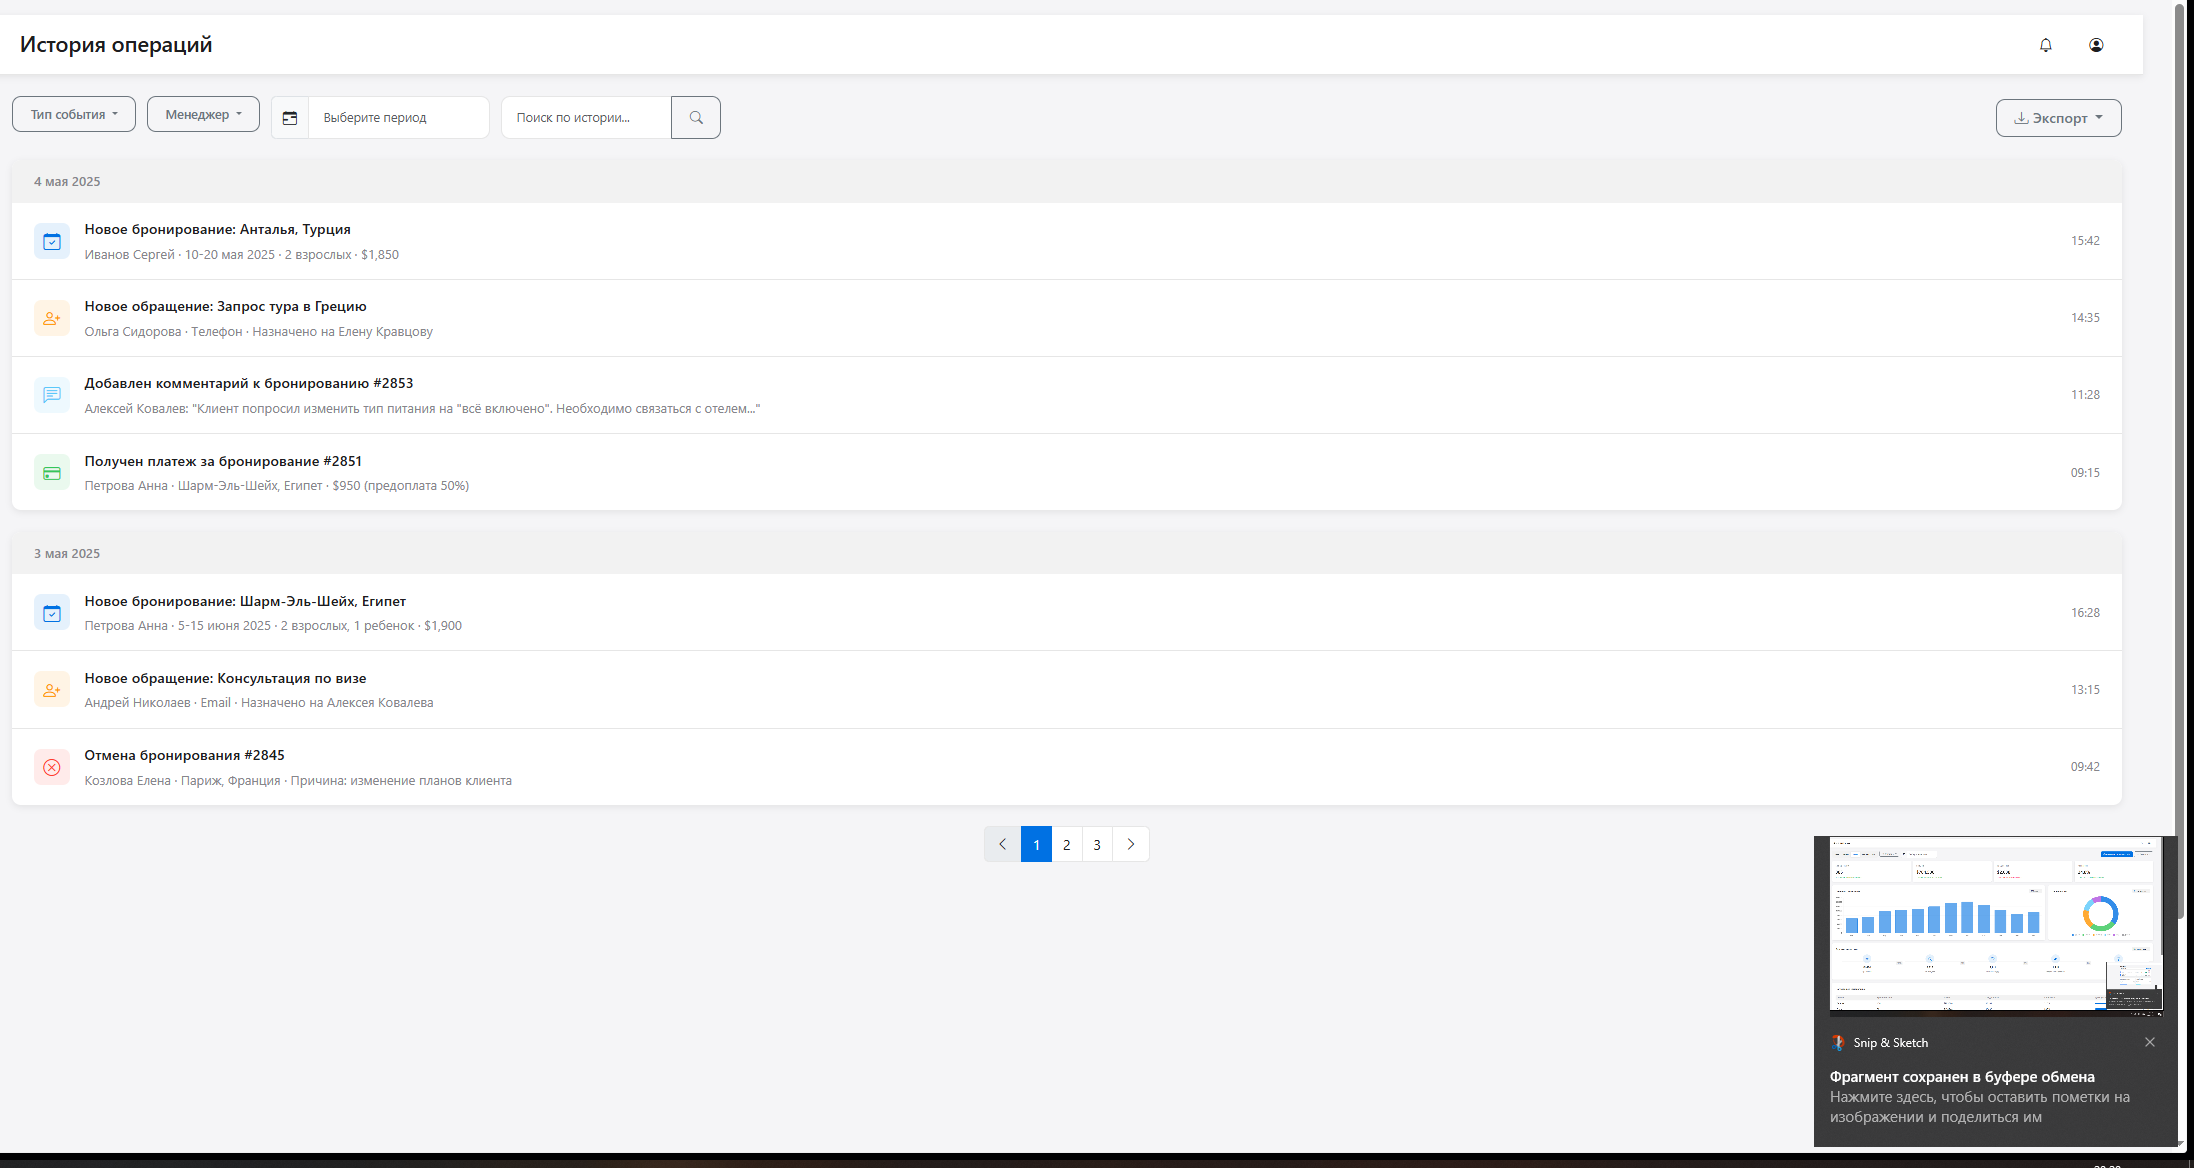 История операций
Тип события
Менеджер
Выберите период
Поиск по истории...
Экспорт
4 мая 2025
Новое бронирование: Анталья, Турция
Иванов Сергей · 10-20 мая 2025 · 2 взрослых · $1,850
15:42
Новое обращение: Запрос тура в Грецию
Ольга Сидорова · Телефон · Назначено на Елену Кравцову
14:35
Добавлен комментарий к бронированию #2853
Алексей Ковалев: "Клиент попросил изменить тип питания на "всё включено". Необходимо связаться с отелем..."
11:28
Получен платеж за бронирование #2851
Петрова Анна · Шарм-Эль-Шейх, Египет · $950 (предоплата 50%)
09:15
3 мая 2025
Новое бронирование: Шарм-Эль-Шейх, Египет
Петрова Анна · 5-15 июня 2025 · 2 взрослых, 1 ребенок · $1,900
16:28
Новое обращение: Консультация по визе
Андрей Николаев · Email · Назначено на Алексея Ковалева
13:15
Отмена бронирования #2845
Козлова Елена · Париж, Франция · Причина: изменение планов клиента
09:42
1 2 3
Snip & Sketch
Фрагмент сохранен в буфере обмена
Нажмите здесь, чтобы оставить пометки на
изображении и поделиться им